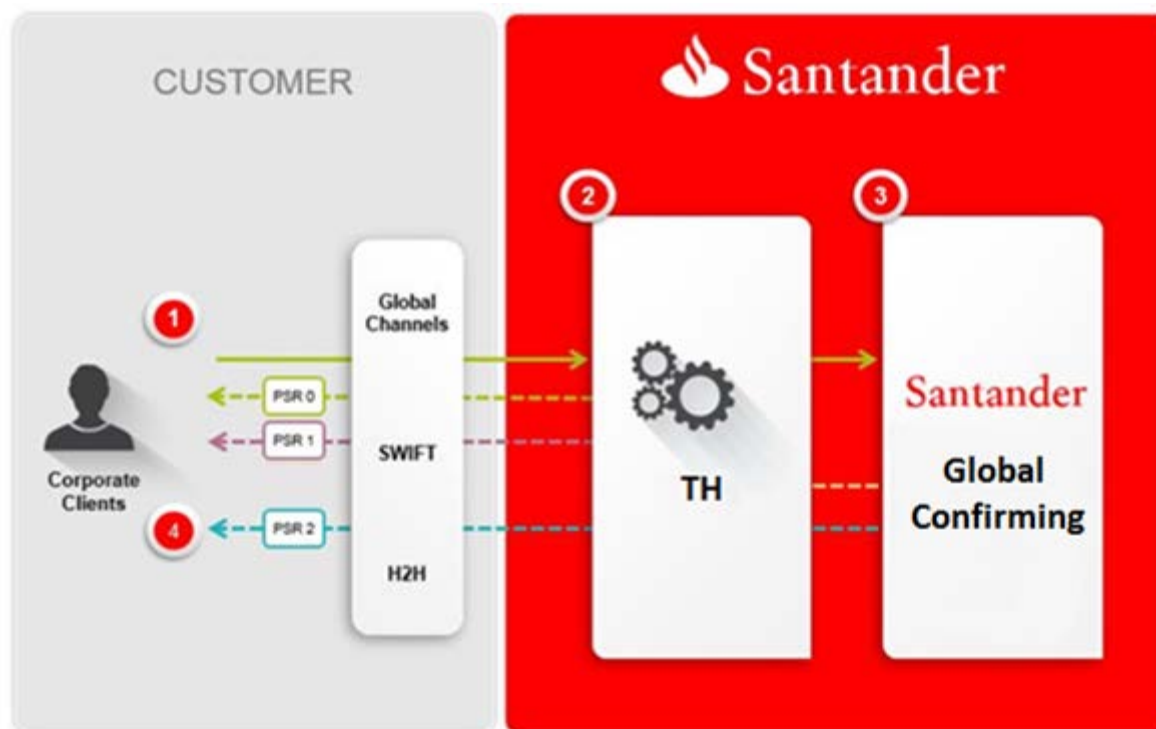 CUSTOMER
Santander
1
2
3
Global
Channels
PSR 0
PSR 1
SWIFT
Corporate
Clients
4
PSR 2
H2H
TH
Santander
Global
Confirming